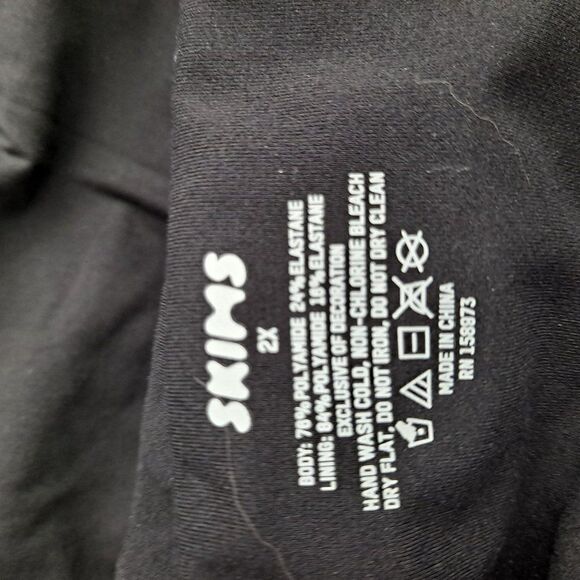 SKIMS
2X
BODY: 76% POLYAMIDE 24% ELASTANE
LINING: 84% POLYAMIDE 16% ELASTANE
EXCLUSIVE OF DECORATION
HAND WASH COLD, NON-CHLORINE BLEACH
DRY FLAT, DO NOT IRON, DO NOT DRY CLEAN
MADE IN CHINA
RN 158973